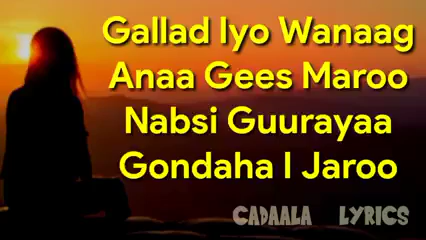 Gallad Iyo Wanaag
Anaa Gees Maroo
Nabsi Guurayaa
Gondaha I Jaroo
CADAALA LYRICS